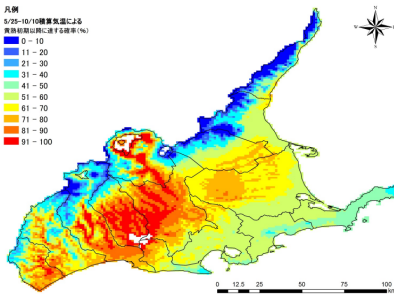 凡例
5/25-10/10積算気温による
黄熟初期以前に達する確率(%)
0 - 10
11 - 20
21 - 30
31 - 40
41 - 50
51 - 60
61 - 70
71 - 80
81 - 90
91 - 100
N
0 12.5 25 50 75 100
km